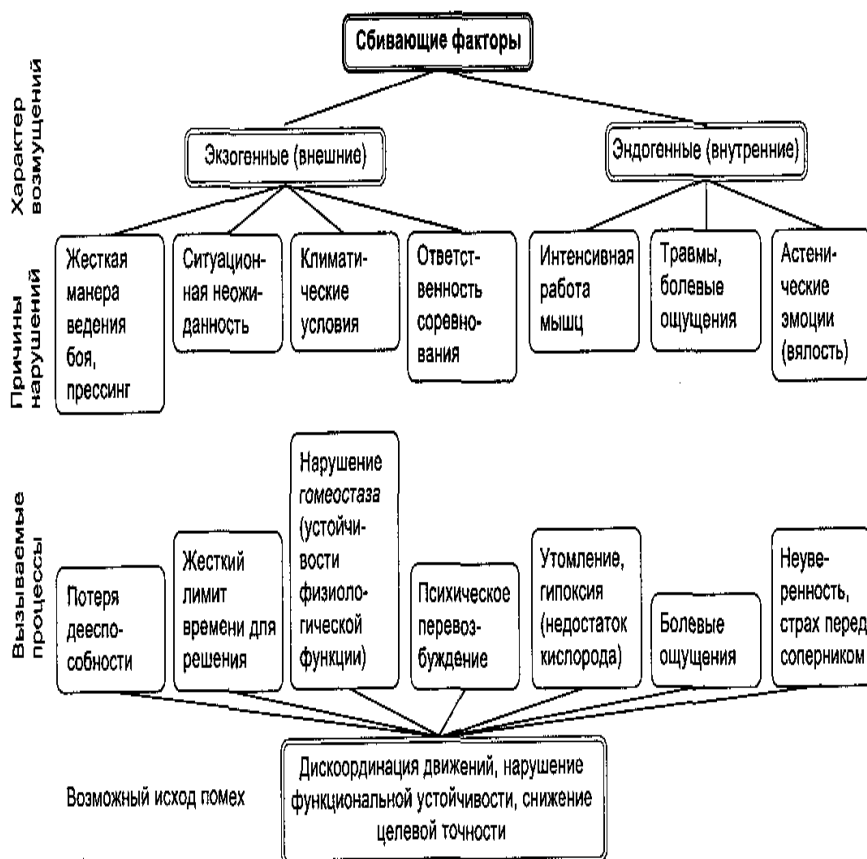 Сбивающие факторы
Характер
возмущений
Экзогенные (внешние)
Эндогенные (внутренние)
Причины
нарушений
Жесткая
манера
ведения
боя,
прессинг
Ситуацион-
ная неожи-
данность
Климати-
ческие
условия
Ответст-
венность
соревно-
вания
Интенсивная
работа
мышц
Травмы,
болевые
ощущения
Астени-
ческие
эмоции
(вялость)
Вызываемые
процессы
Потеря
дееспо-
собности
Жесткий
лимит
времени для
решения
Нарушение
гомеостаза
(устойчи-
вости
физиоло-
гической
функции)
Психическое
перевоз-
буждение
Утомление,
гипоксия
(недостаток
кислорода)
Болевые
ощущения
Неуве-
ренность,
страх перед
соперником
Возможный исход помех
Дискоординация движений, нарушение
функциональной устойчивости, снижение
целевой точности